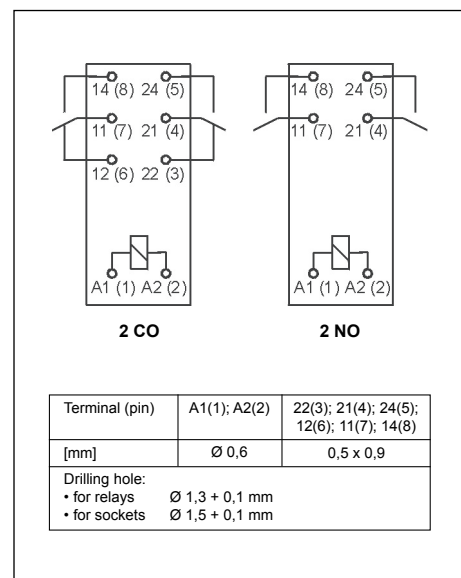 14 (8) 24 (5)
11 (7) 21 (4)
12 (6) 22 (3)
A1 (1) A2 (2)
2 CO
14 (8) 24 (5)
11 (7) 21 (4)
A1 (1) A2 (2)
2 NO
Terminal (pin) A1(1); A2(2) 22(3); 21(4); 24(5);
12(6); 11(7); 14(8)
[mm] Ø 0,6 0,5 x 0,9
Drilling hole:
• for relays Ø 1,3 + 0,1 mm
• for sockets Ø 1,5 + 0,1 mm